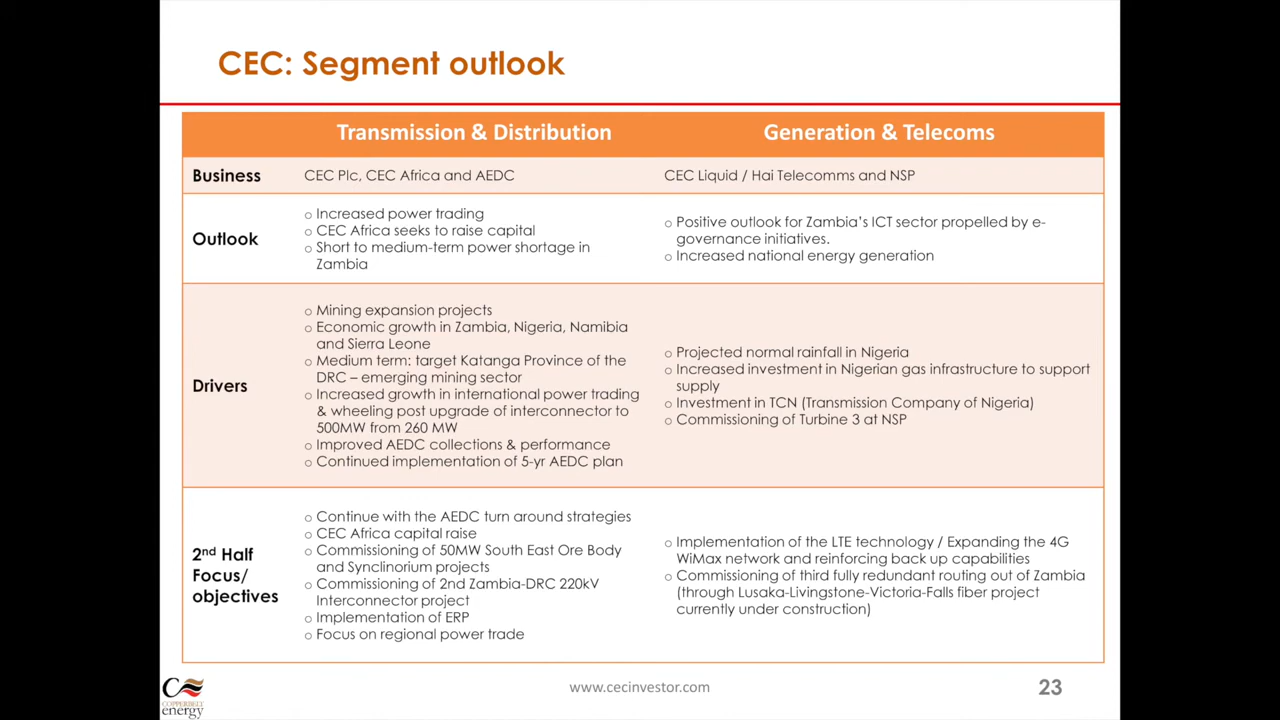 CEC: Segment outlook
Transmission & Distribution
Generation & Telecoms
Business
CEC Plc, CEC Africa and AEDC
CEC Liquid / Hai Telecomms and NSP
Outlook
o Increased power trading
o CEC Africa seeks to raise capital
o Short to medium-term power shortage in
Zambia
o Positive outlook for Zambia's ICT sector propelled by e-
governance initiatives.
o Increased national energy generation
Drivers
o Mining expansion projects
o Economic growth in Zambia, Nigeria, Namibia
and Sierra Leone
o Medium term: target Katanga Province of the
DRC – emerging mining sector
o Increased growth in international power trading
& wheeling post upgrade of interconnector to
500MW from 260 MW
o Improved AEDC collections & performance
o Continued implementation of 5-yr AEDC plan
o Projected normal rainfall in Nigeria
o Increased investment in Nigerian gas infrastructure to support
supply
o Investment in TCN (Transmission Company of Nigeria)
o Commissioning of Turbine 3 at NSP
2nd Half
Focus/
objectives
o Continue with the AEDC turn around strategies
o CEC Africa capital raise
o Commissioning of 50MW South East Ore Body
and Synclinorium projects
o Commissioning of 2nd Zambia-DRC 220kV
Interconnector project
o Implementation of ERP
o Focus on regional power trade
o Implementation of the LTE technology / Expanding the 4G
WiMax network and reinforcing back up capabilities
o Commissioning of third fully redundant routing out of Zambia
(through Lusaka-Livingstone-Victoria-Falls fiber project
currently under construction)
COPPERBELT
energy
www.cecinvestor.com
23